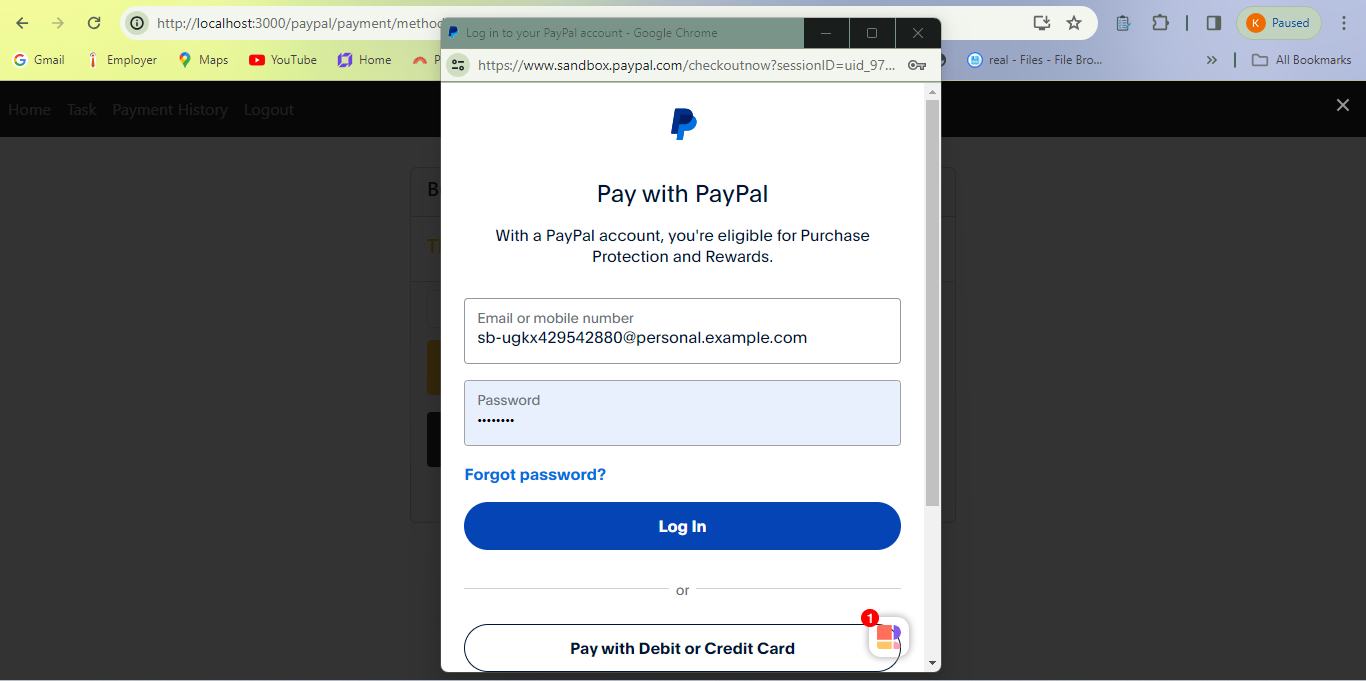 http://localhost:3000/paypal/payment/metho
Paused
Gmail
Employer
YouTube
Maps
Home
real - Files - File Bro...
All Bookmarks
Home Task Payment History Logout
Log in to your PayPal account - Google Chrome
https://www.sandbox.paypal.com/checkoutnow?sessionID=uid_97...
Pay with PayPal
With a PayPal account, you're eligible for Purchase
Protection and Rewards.
Email or mobile number
sb-ugkx429542880@personal.example.com
Password
Forgot password?
Log In
or
1
Pay with Debit or Credit Card